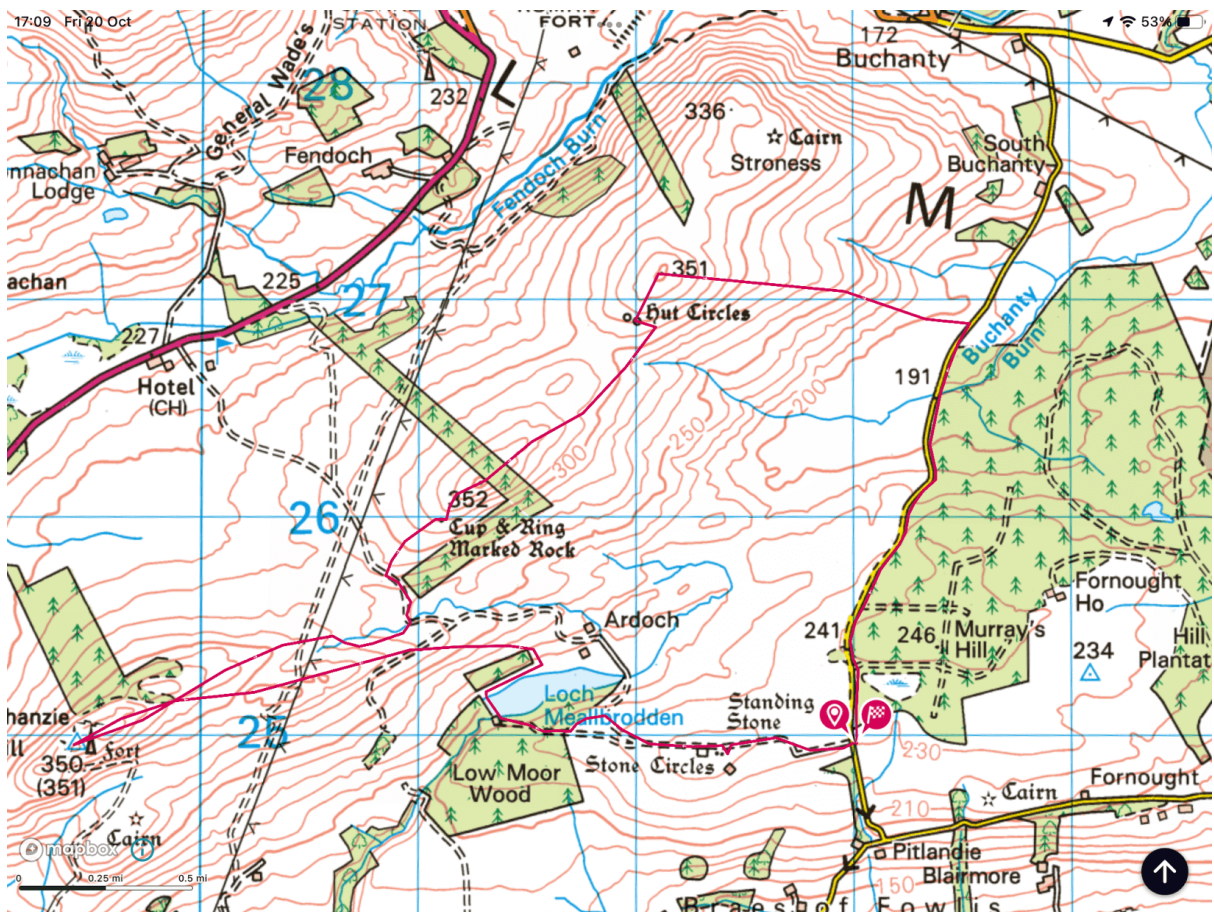 17:09 Fri 20 Oct
53%
STATION
FORT
172
Buchanty
General Wade's
28
232
L
Fendoch Burn
336
Cairn
Stroness
South
Buchanty
Fendoch
Lodge
M
achan
225
27
351
Hut Circles
Buchanty
Burn
227
Hotel
(CH)
191
200
250
300
352
26
Cup & Ring
Marked Rock
Fornought
Ho
Ardoch
241
246
Murray's
Hill
234
Hill
Plantat
Loch
Meallbrodden
Standing
Stone
25
hanzie
ll
Fort
350
(351)
230
Stone Circles
Low Moor
Wood
Fornought
Cairn
210
Cairn
mapbox
Pitlandie
Blairmore
150
0
0.25 mi
0.5 mi
Braes of Fowlis